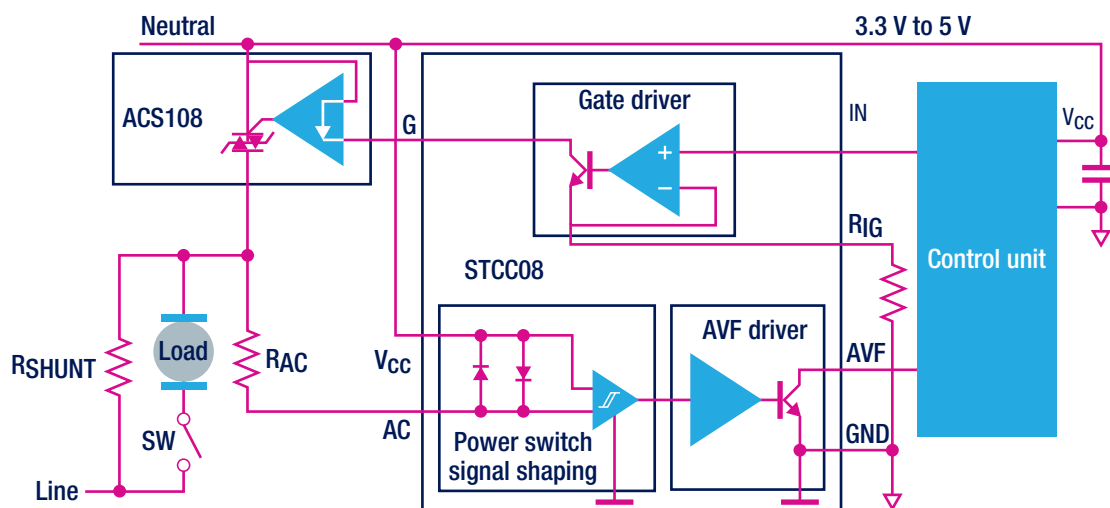 Neutral
3.3 V to 5 V
ACS108
G
Gate driver
IN
VCC
+
−
RIG
Control unit
STCC08
RSHUNT
Load
RAC
VCC
AVF driver
AVF
AC
SW
Power switch
signal shaping
GND
Line